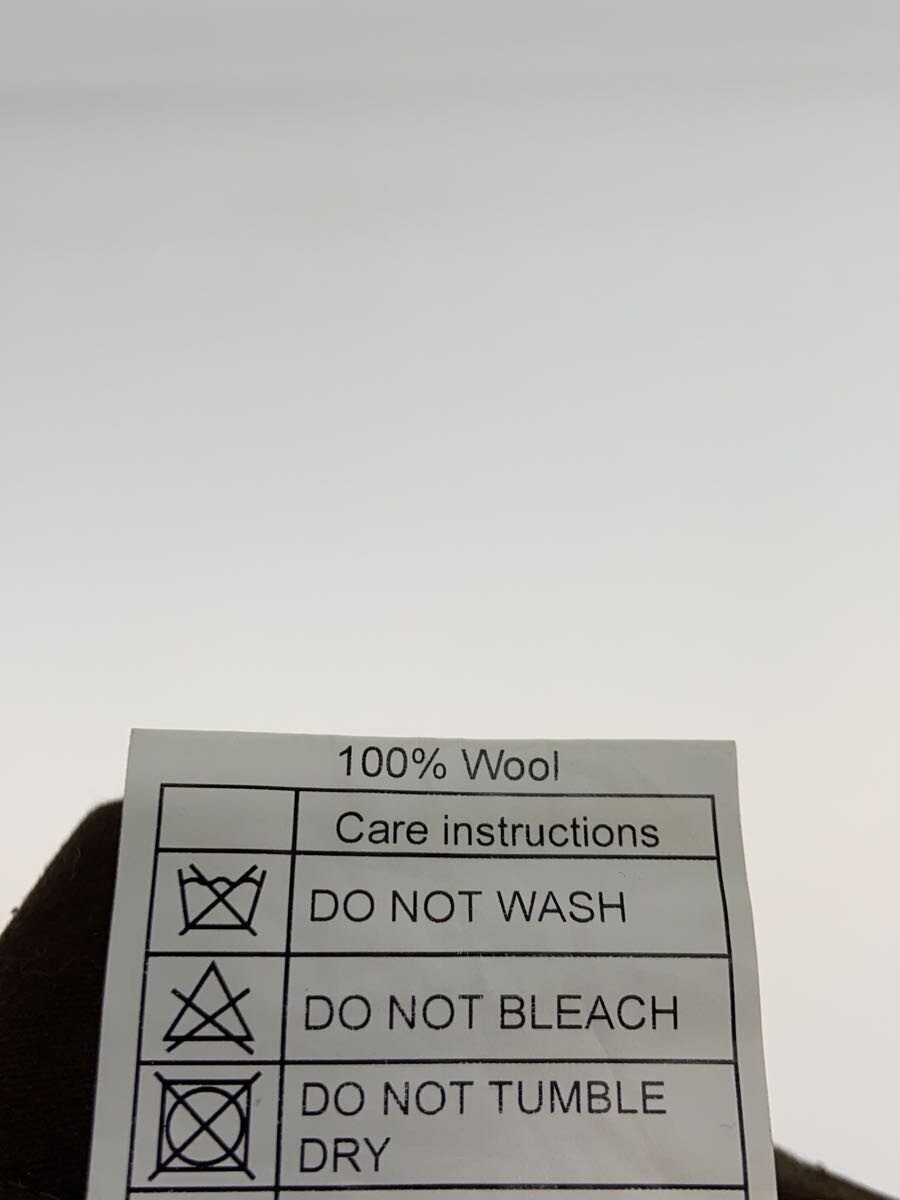 100% Wool
Care instructions
DO NOT WASH
DO NOT BLEACH
DO NOT TUMBLE
DRY